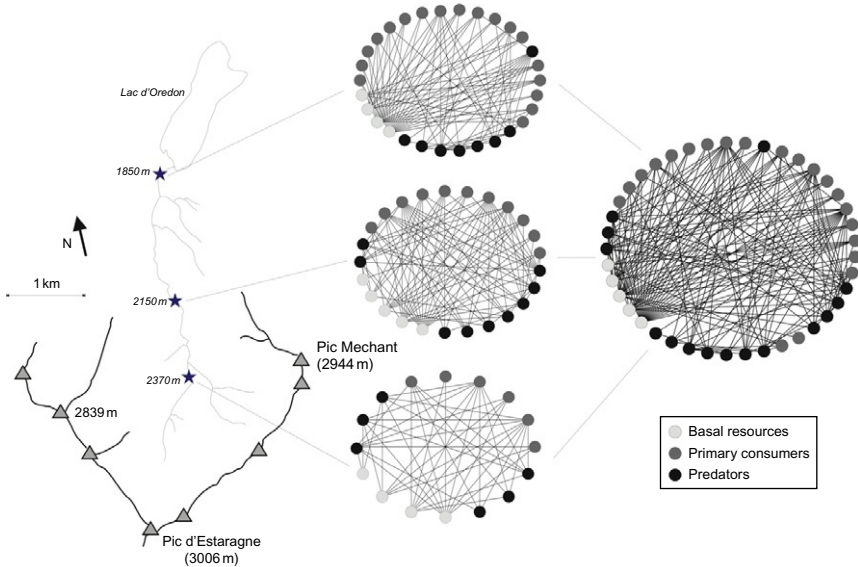 Lac d'Oredon
1850 m
N
1 km
2150 m
Pic Mechant
(2944 m)
2370 m
2839 m
Pic d'Estaragne
(3006 m)
Basal resources
Primary consumers
Predators